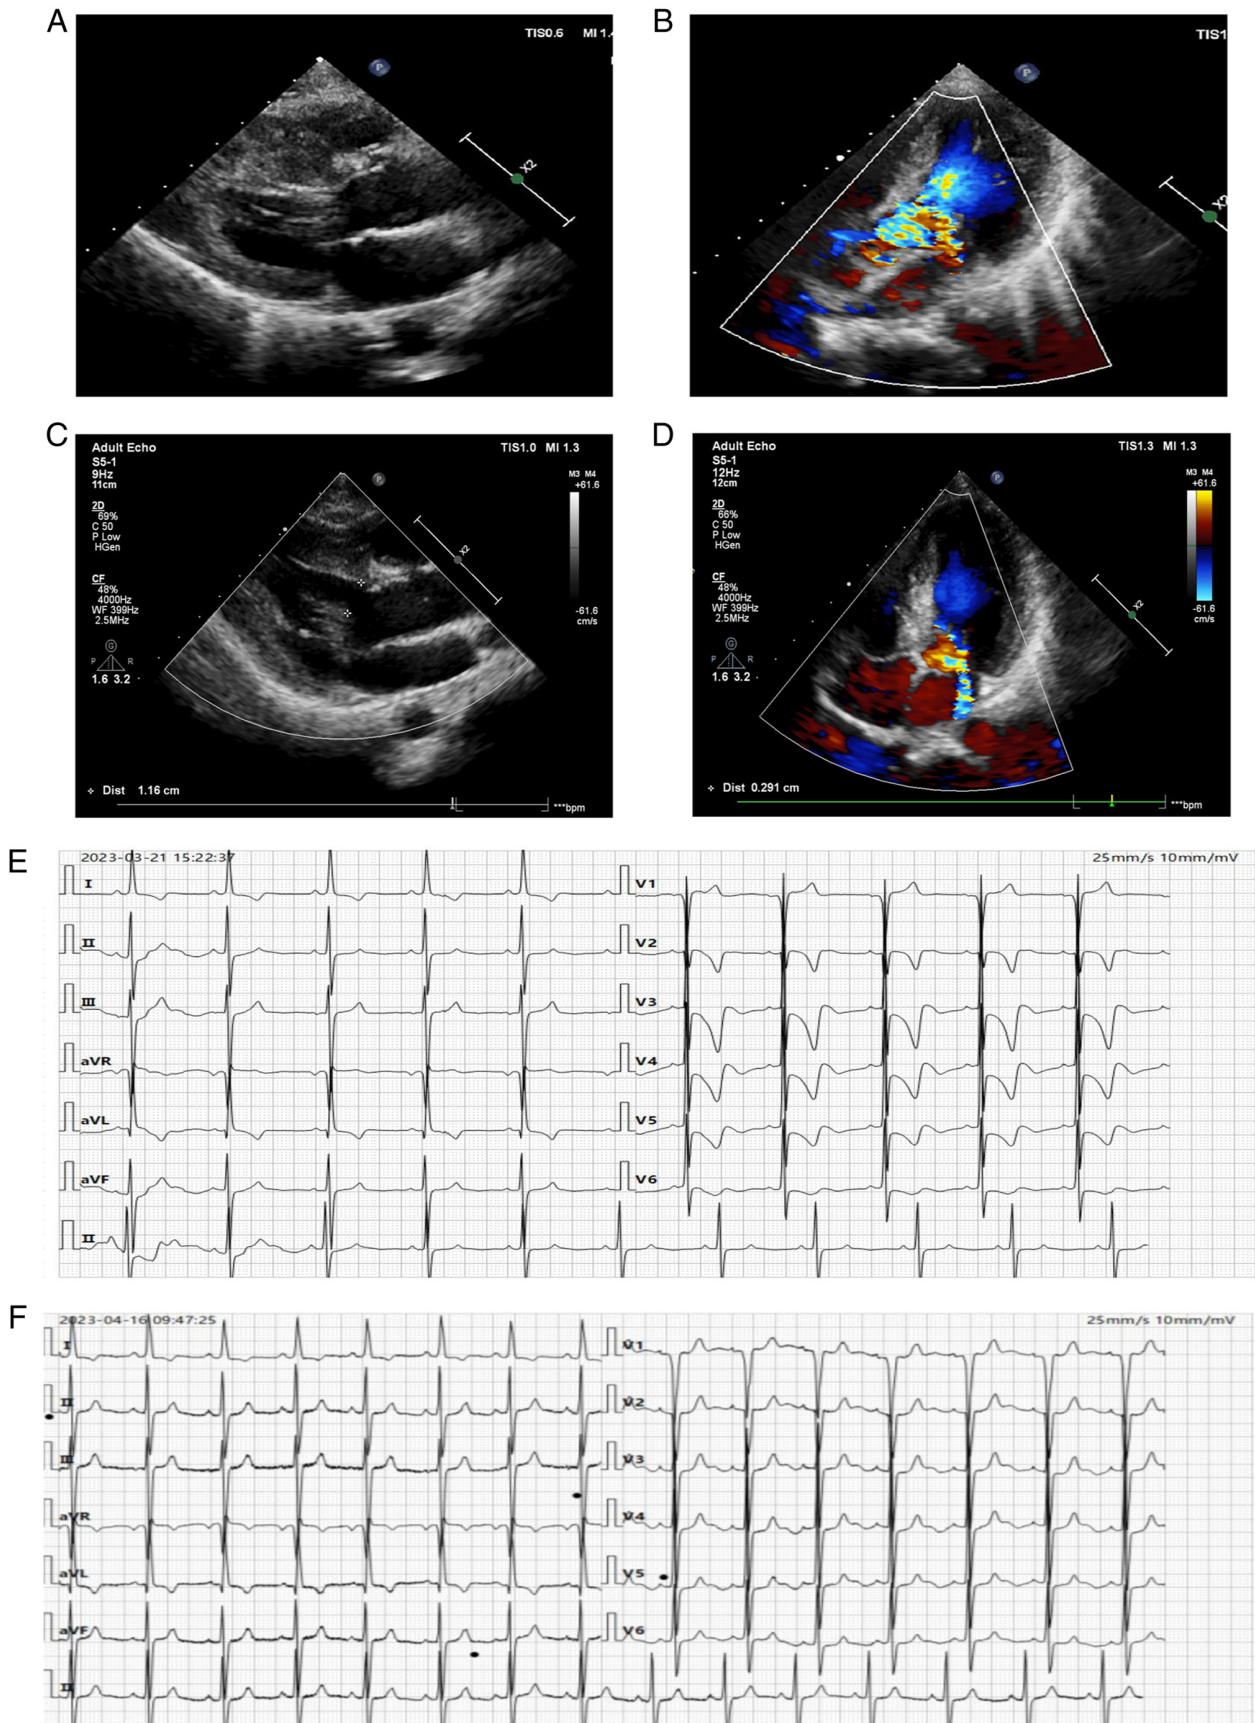 A
TIS0.6 MI 1.4
P
X2
B
TIS1
P
X2
C
Adult Echo
TIS1.0 MI 1.3
S5-1
9Hz
11cm
M3 M4
+61.6
2D
69%
C 50
P Low
HGen
CF
48%
4000Hz
WF 399Hz
2.5MHz
-61.6
cm/s
G
P R
1.6 3.2
P
X2
Dist 1.16 cm
***bpm
D
Adult Echo
TIS1.3 MI 1.3
S5-1
12Hz
12cm
M3 M4
+61.6
2D
66%
C 50
P Low
HGen
CF
48%
4000Hz
WF 399Hz
2.5MHz
-61.6
cm/s
G
P R
1.6 3.2
P
X2
Dist 0.291 cm
***bpm
E
2023-03-21 15:22:37
25mm/s 10mm/mV
I
V1
II
V2
III
V3
aVR
V4
aVL
V5
aVF
V6
II
F
2023-04-16 09:47:25
25mm/s 10mm/mV
I
V1
II
V2
III
V3
aVR
V4
aVL
V5
aVF
V6
II